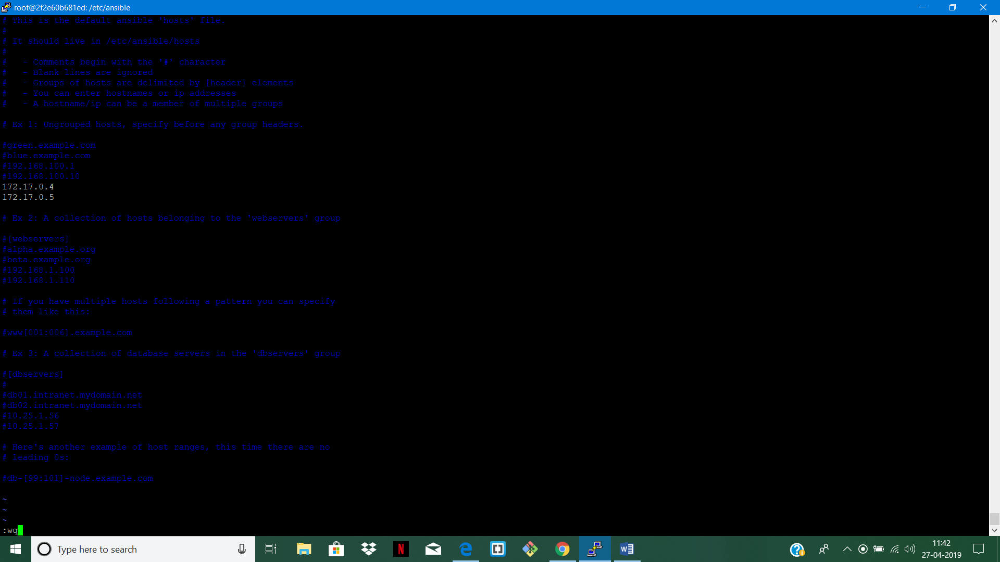 root@2f2e60b681ed: /etc/ansible
# This is the default ansible 'hosts' file.
#
# It should live in /etc/ansible/hosts
#
#   - Comments begin with the '#' character
#   - Blank lines are ignored
#   - Groups of hosts are delimited by [header] elements
#   - You can enter hostnames or ip addresses
#   - A hostname/ip can be a member of multiple groups
# Ex 1: Ungrouped hosts, specify before any group headers.
#green.example.com
#blue.example.com
#192.168.100.1
#192.168.100.10
172.17.0.4
172.17.0.5
# Ex 2: A collection of hosts belonging to the 'webservers' group
#[webservers]
#alpha.example.org
#beta.example.org
#192.168.1.100
#192.168.1.110
# If you have multiple hosts following a pattern you can specify
# them like this:
#www[001:006].example.com
# Ex 3: A collection of database servers in the 'dbservers' group
#[dbservers]
#
#db01.intranet.mydomain.net
#db02.intranet.mydomain.net
#10.25.1.56
#10.25.1.57
# Here's another example of host ranges, this time there are no
# leading 0s:
#db-[99:101]-node.example.com
~
~
~
:wq
Type here to search
N
11:42
27-04-2019